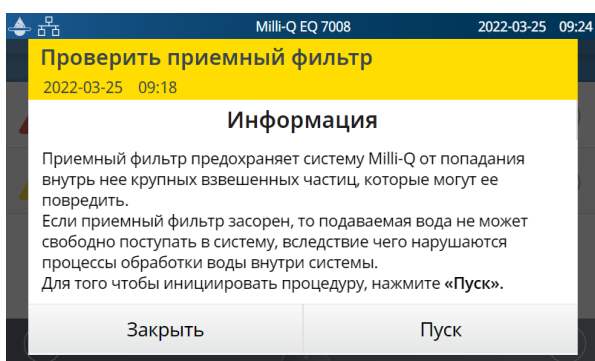 Milli-Q EQ 7008 2022-03-25 09:24
Проверить приемный фильтр
2022-03-25 09:18
Информация
Приемный фильтр предохраняет систему Milli-Q от попадания
внутрь нее крупных взвешенных частиц, которые могут ее
повредить.
Если приемный фильтр засорен, то подаваемая вода не может
свободно поступать в систему, вследствие чего нарушаются
процессы обработки воды внутри системы.
Для того чтобы инициировать процедуру, нажмите «Пуск».
Закрыть Пуск